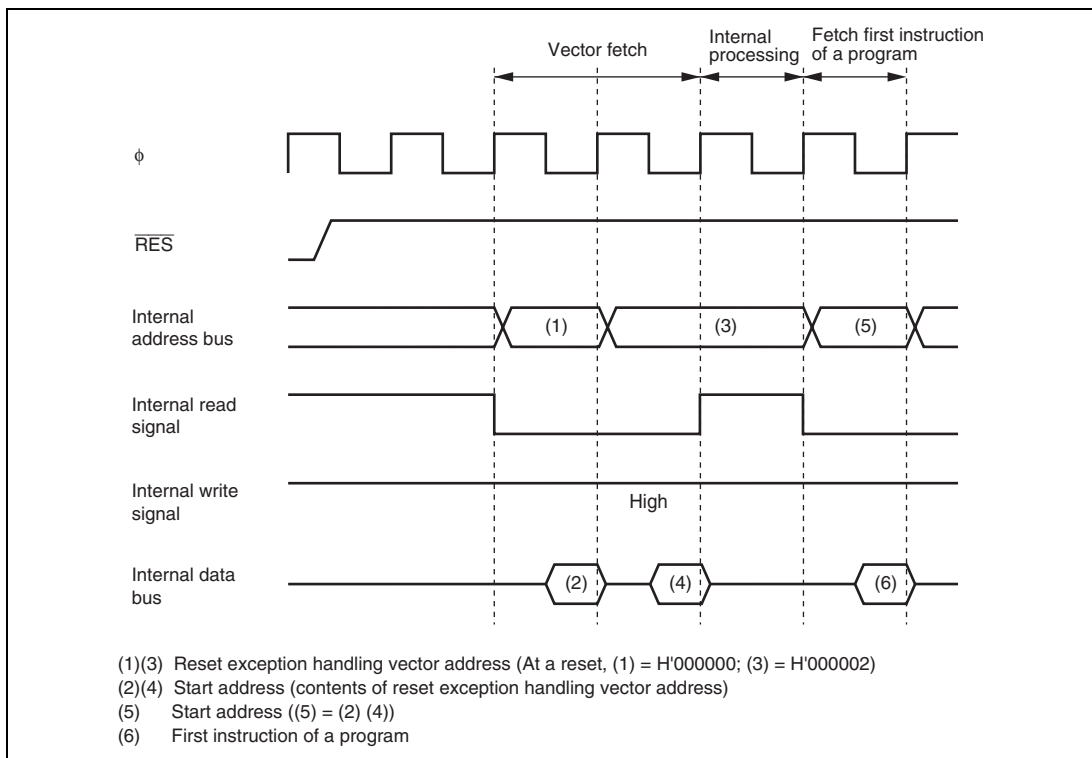 Vector fetch
Internal
processing
Fetch first instruction
of a program
φ
RES
Internal
address bus
(1)
(3)
(5)
Internal read
signal
Internal write
signal
High
Internal data
bus
(2)
(4)
(6)
(1)(3) Reset exception handling vector address (At a reset, (1) = H'000000; (3) = H'000002)
(2)(4) Start address (contents of reset exception handling vector address)
(5) Start address ((5) = (2) (4))
(6) First instruction of a program